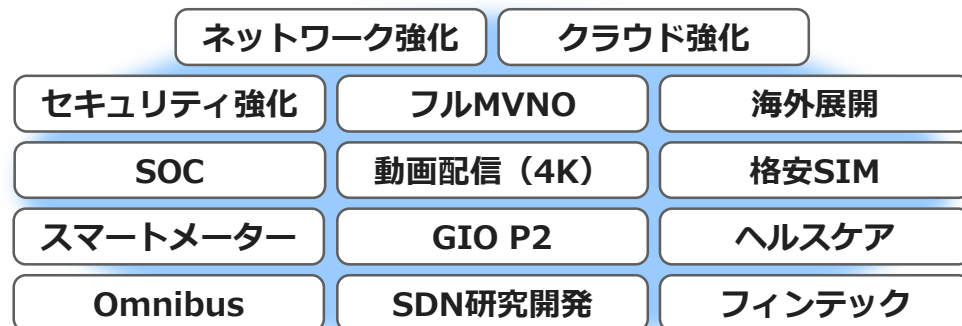 ネットワーク強化 クラウド強化
セキュリティ強化 フルMVNO 海外展開
SOC 動画配信（4K） 格安SIM
スマートメーター GIO P2 ヘルスケア
Omnibus SDN研究開発 フィンテック